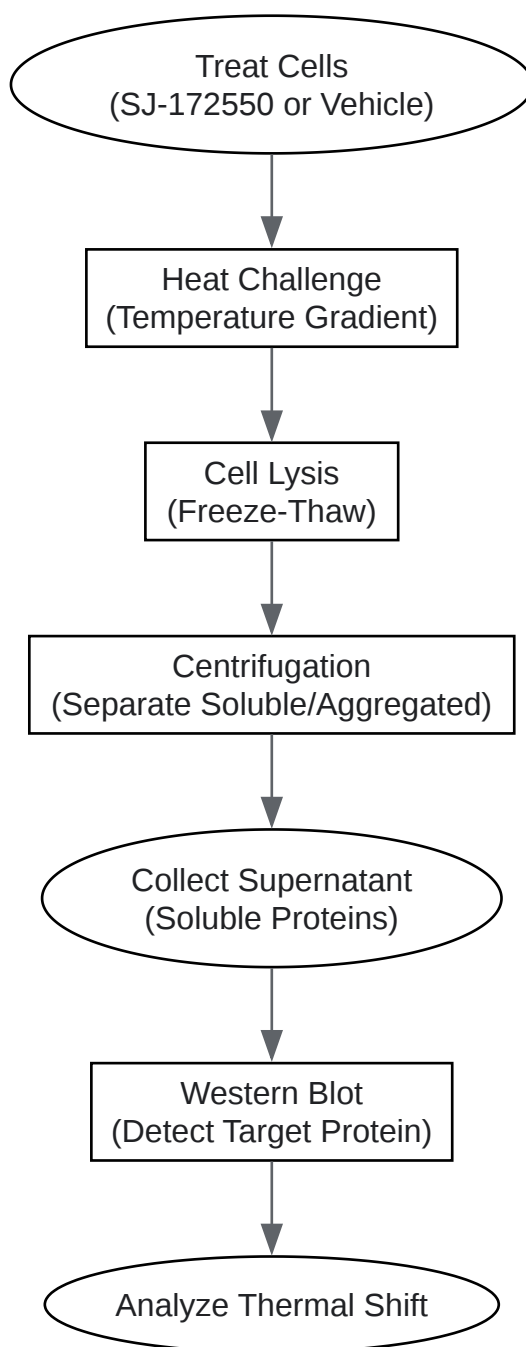 Treat Cells
(SJ-172550 or Vehicle)
Heat Challenge
(Temperature Gradient)
Cell Lysis
(Freeze-Thaw)
Centrifugation
(Separate Soluble/Aggregated)
Collect Supernatant
(Soluble Proteins)
Western Blot
(Detect Target Protein)
Analyze Thermal Shift